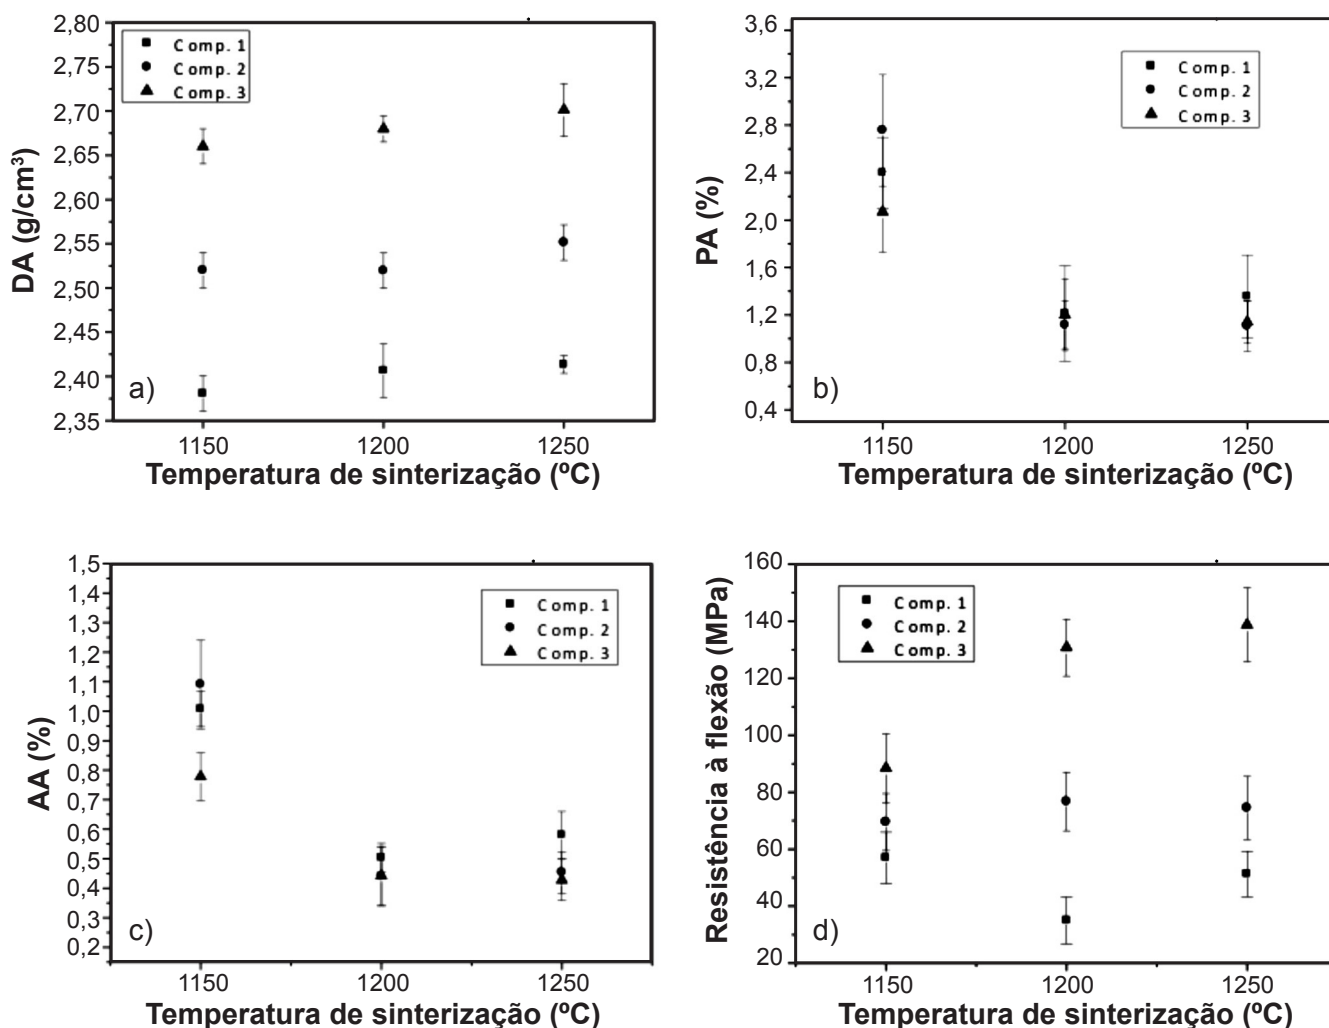 2,80
2,75
2,70
2,65
2,60
2,55
2,50
2,45
2,40
2,35
DA (g/cm³)
Comp. 1
Comp. 2
Comp. 3
a)
1150
1200
1250
Temperatura de sinterização (ºC)
3,6
3,2
2,8
2,4
2,0
1,6
1,2
0,8
0,4
PA (%)
Comp. 1
Comp. 2
Comp. 3
b)
1150
1200
1250
Temperatura de sinterização (ºC)
1,5
1,4
1,3
1,2
1,1
1,0
0,9
0,8
0,7
0,6
0,5
0,4
0,3
0,2
AA (%)
Comp. 1
Comp. 2
Comp. 3
c)
1150
1200
1250
Temperatura de sinterização (ºC)
160
140
120
100
80
60
40
20
Resistência à flexão (MPa)
Comp. 1
Comp. 2
Comp. 3
d)
1150
1200
1250
Temperatura de sinterização (ºC)